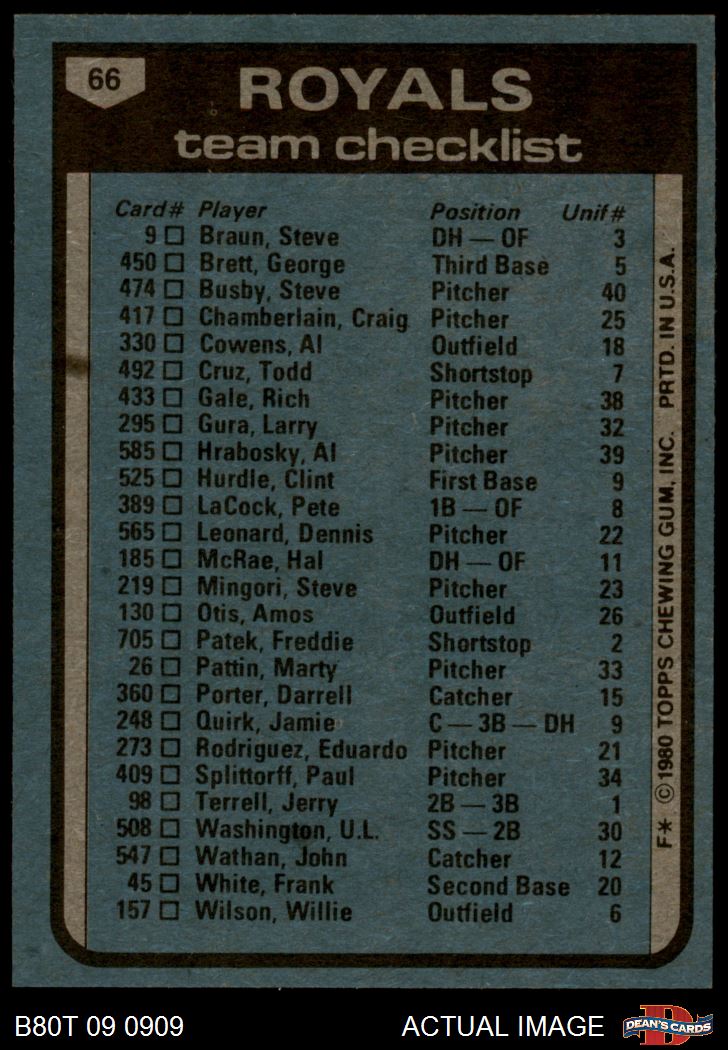 66
ROYALS
team checklist
Card# Player Position Unif#
9 □ Braun, Steve DH — OF 3
450 □ Brett, George Third Base 5
474 □ Busby, Steve Pitcher 40
417 □ Chamberlain, Craig Pitcher 25
330 □ Cowens, Al Outfield 18
492 □ Cruz, Todd Shortstop 7
433 □ Gale, Rich Pitcher 38
295 □ Gura, Larry Pitcher 32
585 □ Hrabosky, Al Pitcher 39
525 □ Hurdle, Clint First Base 9
389 □ LaCock, Pete 1B — OF 8
565 □ Leonard, Dennis Pitcher 22
185 □ McRae, Hal DH — OF 11
219 □ Mingori, Steve Pitcher 23
130 □ Otis, Amos Outfield 26
705 □ Patek, Freddie Shortstop 2
26 □ Pattin, Marty Pitcher 33
360 □ Porter, Darrell Catcher 15
248 □ Quirk, Jamie C — 3B — DH 9
273 □ Rodriguez, Eduardo Pitcher 21
409 □ Splittorff, Paul Pitcher 34
98 □ Terrell, Jerry 2B — 3B 1
508 □ Washington, U.L. SS — 2B 30
547 □ Wathan, John Catcher 12
45 □ White, Frank Second Base 20
157 □ Wilson, Willie Outfield 6
F* © 1980 TOPPS CHEWING GUM, INC. PRTD. IN U.S.A.
B80T 09 0909 ACTUAL IMAGE
D
DEAN'S CARDS